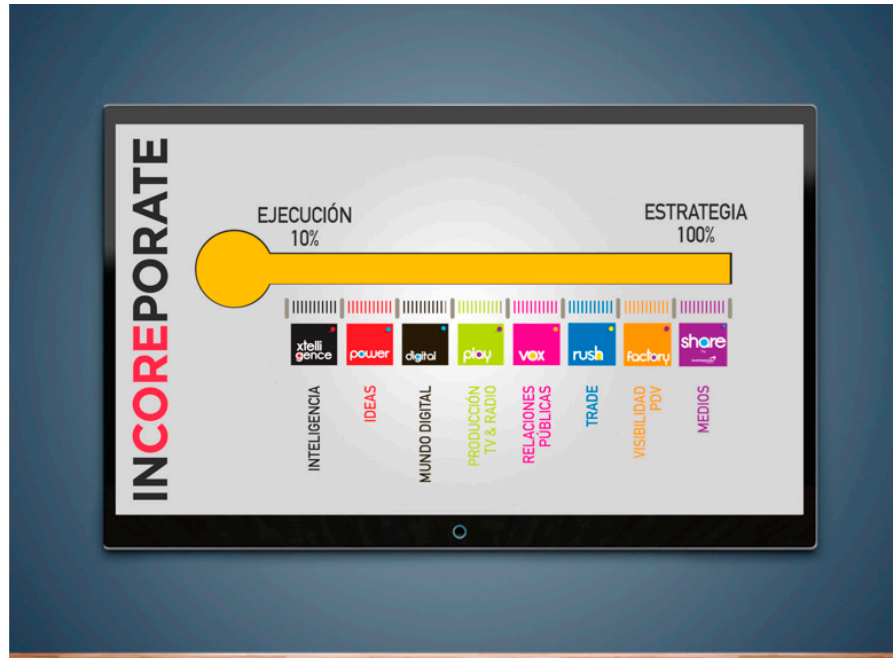 INCOREPORATE
EJECUCIÓN
10%
ESTRATEGIA
100%
xtelli
gence
power
digital
play
vox
rush
factory
share
by
INTELIGENCIA
IDEAS
MUNDO DIGITAL
PRODUCCIÓN
TV & RADIO
RELACIONES
PÚBLICAS
TRADE
VISIBILIDAD
PDV
MEDIOS